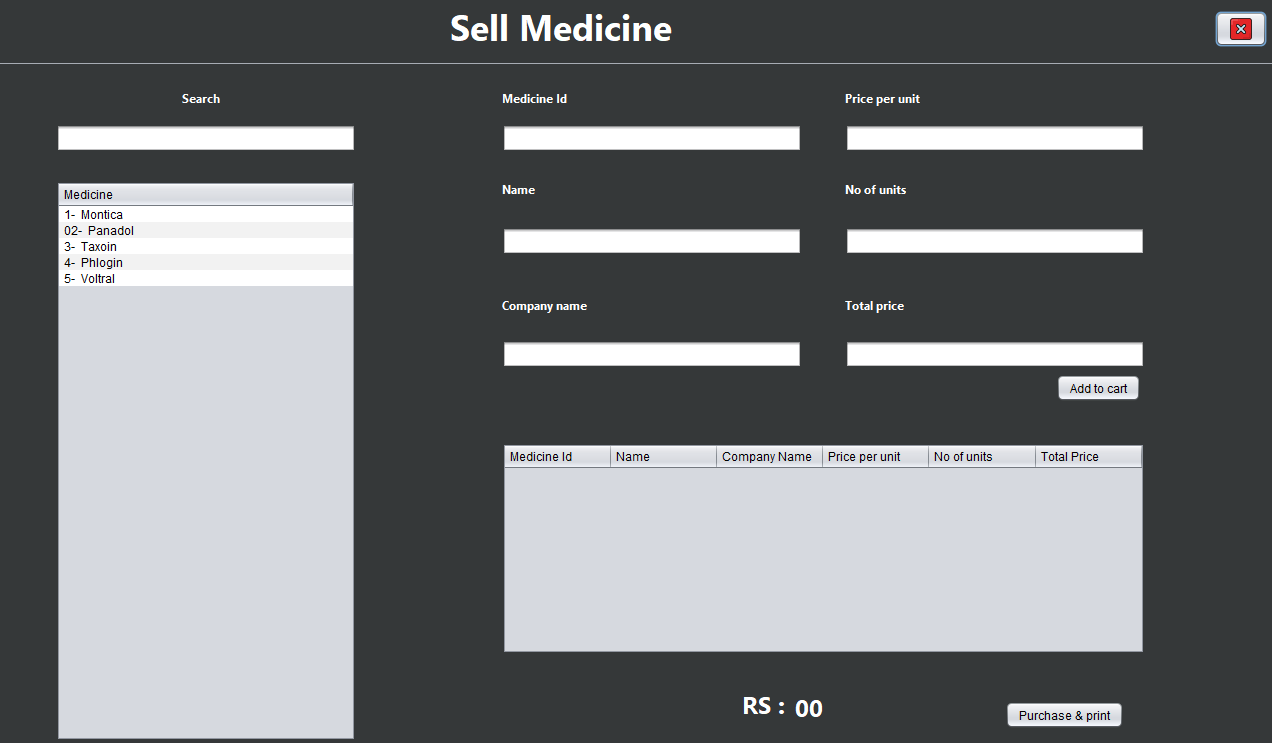 Sell Medicine
Search
Medicine Id
Price per unit
Medicine
1- Montica
02- Panadol
3- Taxoin
4- Phlogin
5- Voltral
Name
No of units
Company name
Total price
Add to cart
Medicine Id Name Company Name Price per unit No of units Total Price
RS : 00
Purchase & print